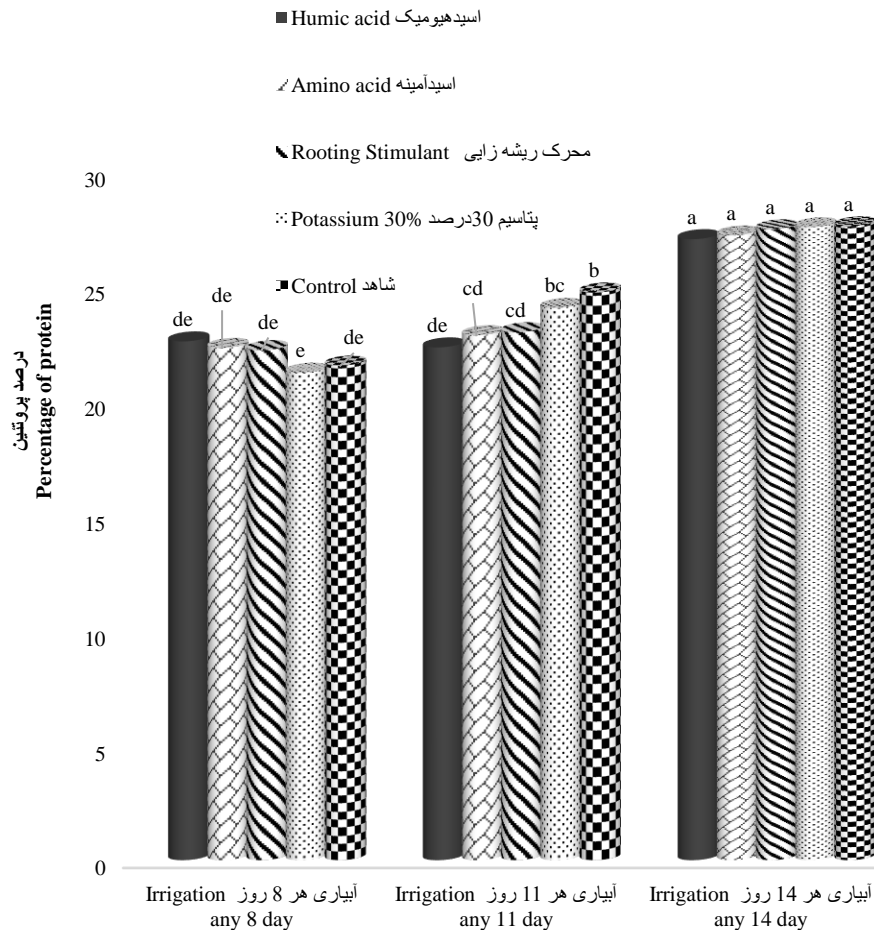 Humic acid اسیدهیومیک
Amino acid اسیدآمینه
Rooting Stimulant محرک ریشه زایی
Potassium 30% پتاسیم 30درصد
Control شاهد
درصد پروتئین
Percentage of protein
30
25
20
15
10
5
0
de
de
de
e
de
de
cd
cd
bc
b
a
a
a
a
a
Irrigation آبیاری هر 8 روز
any 8 day
Irrigation آبیاری هر 11 روز
any 11 day
Irrigation آبیاری هر 14 روز
any 14 day